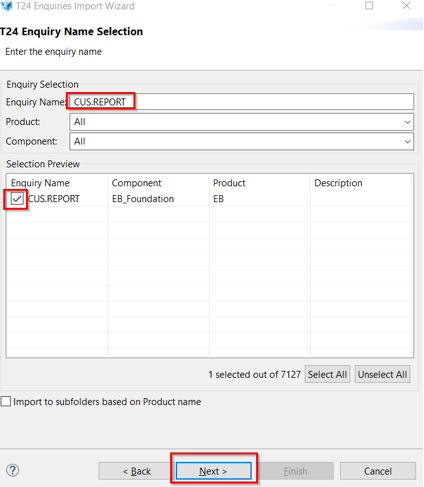 T24 Enquiries Import Wizard
T24 Enquiry Name Selection
Enter the enquiry name
Enquiry Selection
Enquiry Name: CUS.REPORT
Product: All
Component: All
Selection Preview
Enquiry Name Component Product Description
CUS.REPORT EB_Foundation EB
1 selected out of 7127 Select All Unselect All
Import to subfolders based on Product name
? < Back Next > Finish Cancel